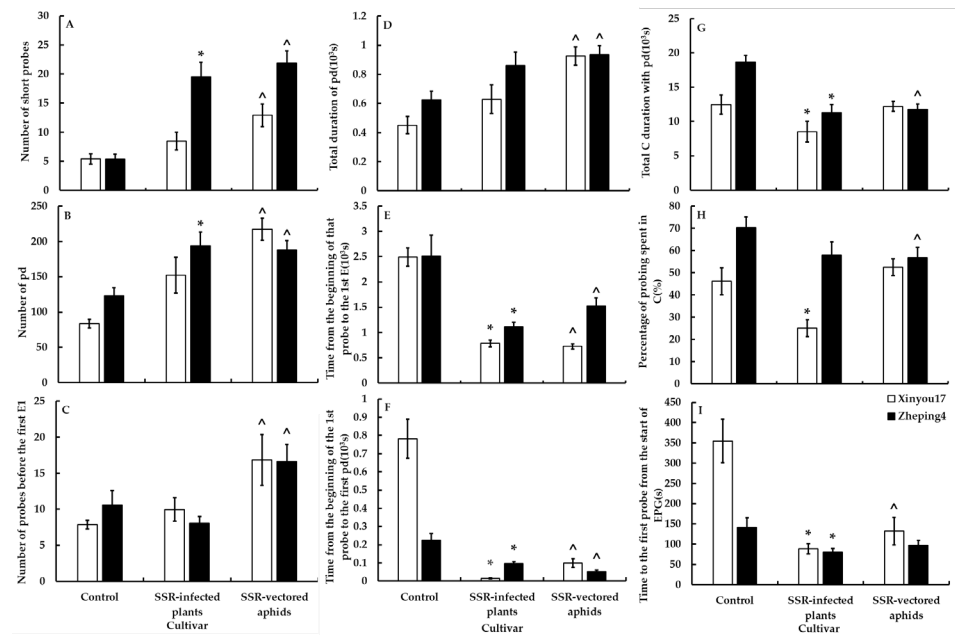 A
Number of short probes
30
25
20
15
10
5
0
*
^
^
B
Number of pd
250
200
150
100
50
0
*
^
^
C
Number of probes before the first E1
25
20
15
10
5
0
^
^
Control
SSR-infected
plants
SSR-vectored
aphids
Cultivar
D
Total duration of pd(10³s)
1.2
1
0.8
0.6
0.4
0.2
0
^
^
E
Time from the beginning of that
probe to the 1st E(10³s)
3.5
3
2.5
2
1.5
1
0.5
0
*
*
^
^
F
Time from the beginning of the 1st
probe to the first pd(10³s)
0.9
0.8
0.7
0.6
0.5
0.4
0.3
0.2
0.1
0
*
*
^
^
Control
SSR-infected
plants
SSR-vectored
aphids
Cultivar
G
Total C duration with pd(10³s)
25
20
15
10
5
0
*
*
^
H
Percentage of probing spent in
C(%)
80
70
60
50
40
30
20
10
0
*
^
Xinyou17
Zheping4
I
Time to the first probe from the start of
EPG(s)
450
400
350
300
250
200
150
100
50
0
*
*
^
Control
SSR-infected
plants
SSR-vectored
aphids
Cultivar